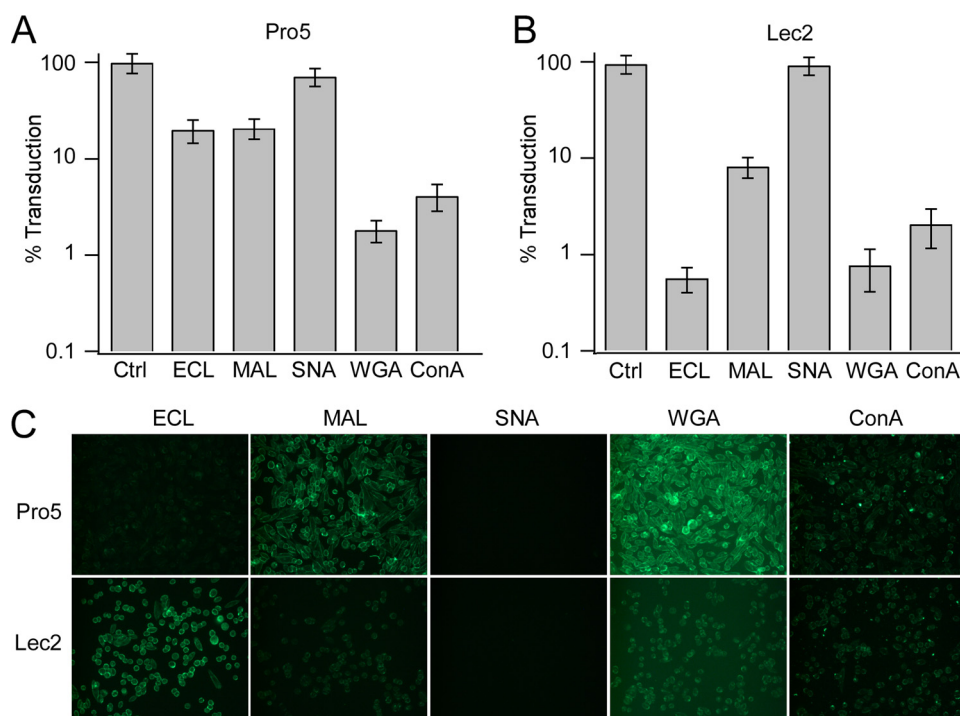 A
Pro5
% Transduction
100
10
1
0.1
Ctrl ECL MAL SNA WGA ConA
B
Lec2
% Transduction
100
10
1
0.1
Ctrl ECL MAL SNA WGA ConA
C
ECL MAL SNA WGA ConA
Pro5
Lec2